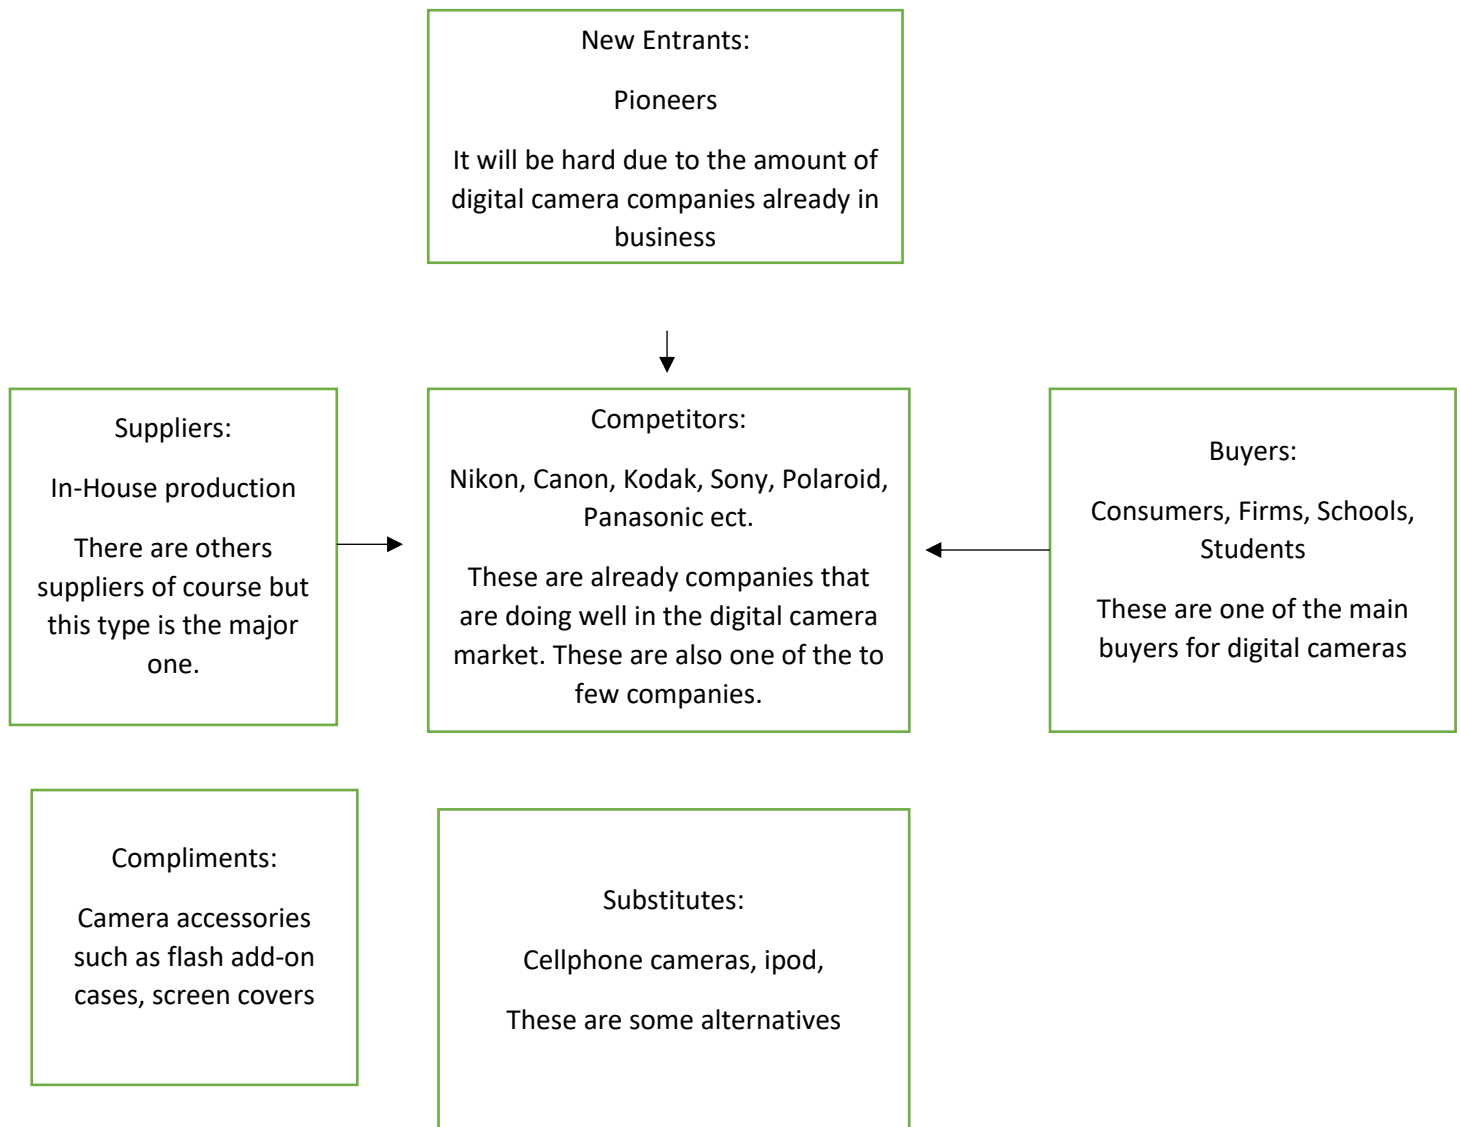 New Entrants:
Pioneers
It will be hard due to the amount of
digital camera companies already in
business
Suppliers:
In-House production
There are others
suppliers of course but
this type is the major
one.
Competitors:
Nikon, Canon, Kodak, Sony, Polaroid,
Panasonic ect.
These are already companies that
are doing well in the digital camera
market. These are also one of the to
few companies.
Buyers:
Consumers, Firms, Schools,
Students
These are one of the main
buyers for digital cameras
Compliments:
Camera accessories
such as flash add-on
cases, screen covers
Substitutes:
Cellphone cameras, ipod,
These are some alternatives